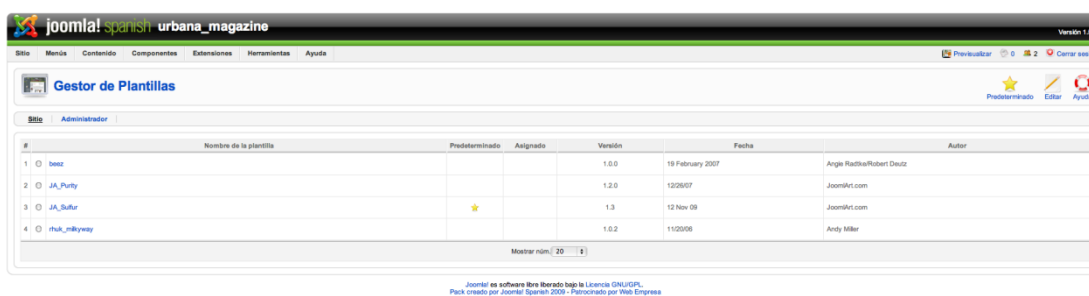 joomla! spanish urbana_magazine
Versión 1.
Sitio Menús Contenido Componentes Extensiones Herramientas Ayuda Previsualizar 0 2 Cerrar ses
Gestor de Plantillas
Predeterminado Editar Ayud
Sitio Administrador
# Nombre de la plantilla Predeterminado Asignado Versión Fecha Autor
1 beez 1.0.0 19 February 2007 Angie Radtke/Robert Deutz
2 JA_Purity 1.2.0 12/26/07 JoomlArt.com
3 JA_Sulfur 1.3 12 Nov 09 JoomlArt.com
4 rhuk_milkyway 1.0.2 11/20/06 Andy Miller
Mostrar núm. 20
Joomla! es software libre liberado bajo la Licencia GNU/GPL.
Pack creado por Joomla! Spanish 2009 - Patrocinado por Web Empresa